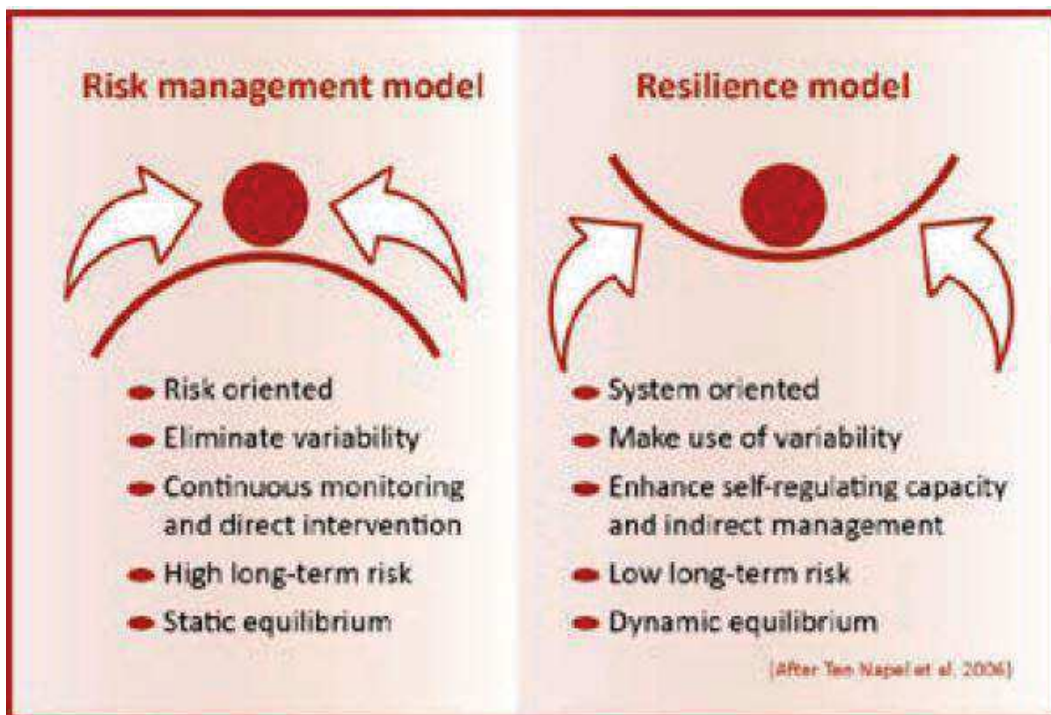 Risk management model
Risk oriented
Eliminate variability
Continuous monitoring
and direct intervention
High long-term risk
Static equilibrium
Resilience model
System oriented
Make use of variability
Enhance self-regulating capacity
and indirect management
Low long-term risk
Dynamic equilibrium
(After Ten Napel et al, 2006)